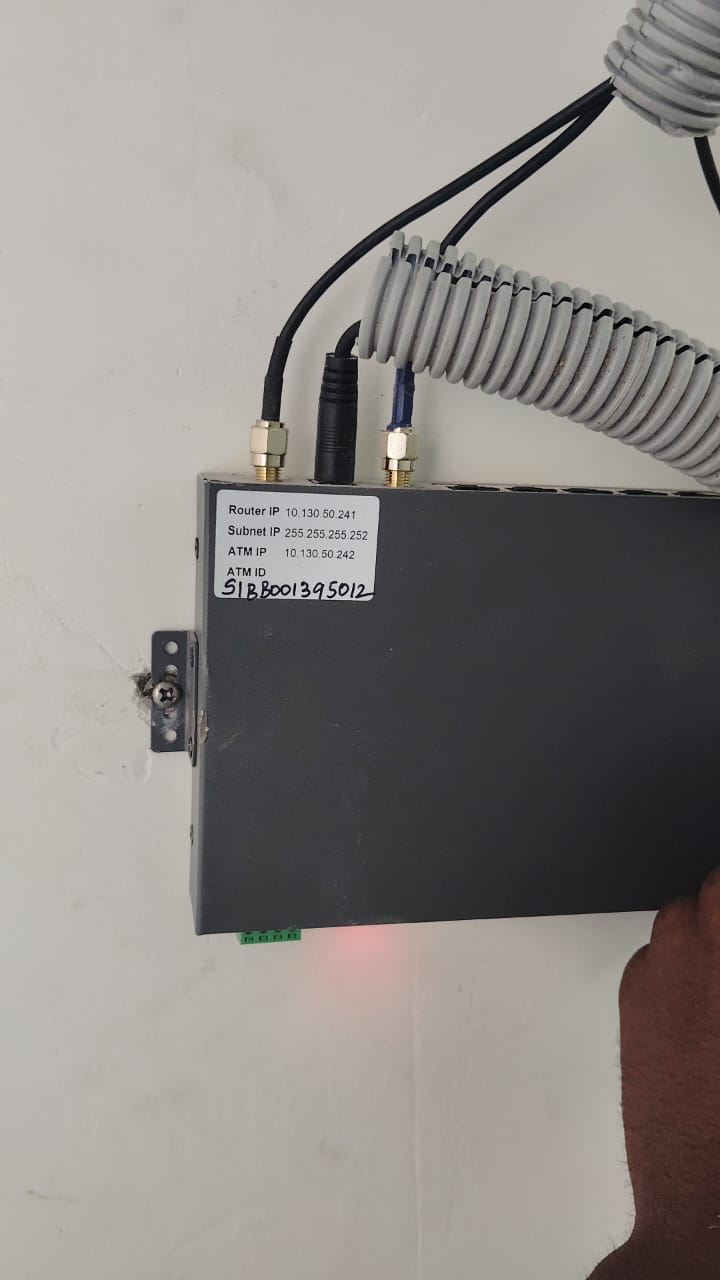 Router IP 10.130.50.241
Subnet IP 255.255.255.252
ATM IP 10.130.50.242
ATM ID
S1BB001395012